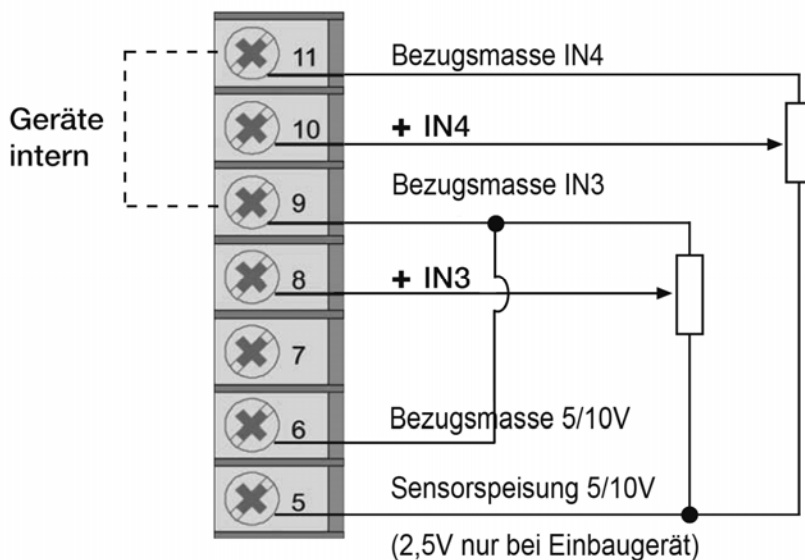 11 Bezugsmasse IN4
Geräte
intern
10 + IN4
9 Bezugsmasse IN3
8 + IN3
7
6 Bezugsmasse 5/10V
5 Sensorspeisung 5/10V
(2,5V nur bei Einbaugerät)